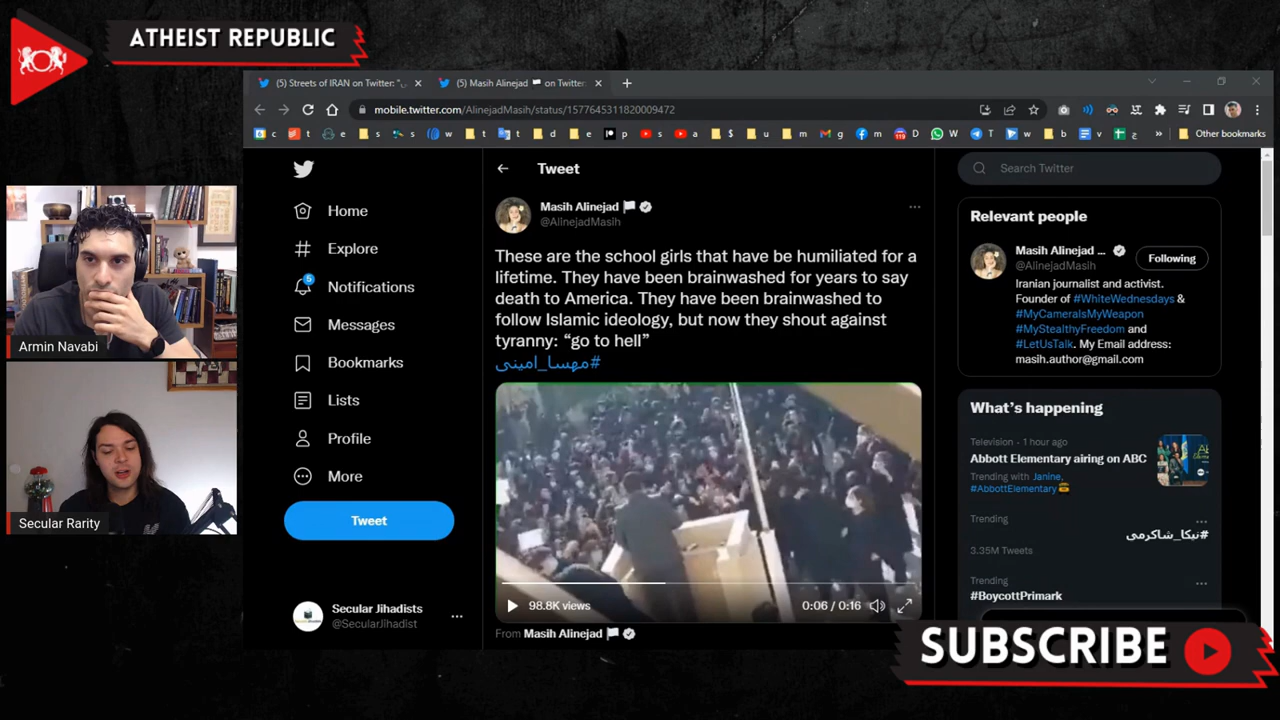 ATHEIST REPUBLIC
(5) Streets of IRAN on Twitter: "
(5) Masih Alinejad on Twitter:
mobile.twitter.com/AlinejadMasih/status/1577645311820009472
c t e s s w t t d e p s a $ u m g m D W T w b v c
Other bookmarks
Home
Explore
5
Notifications
Messages
Bookmarks
Lists
Profile
More
Tweet
Secular Jihadists
@SecularJihadist
Tweet
Masih Alinejad
@AlinejadMasih
These are the school girls that have be humiliated for a
lifetime. They have been brainwashed for years to say
death to America. They have been brainwashed to
follow Islamic ideology, but now they shout against
tyranny: “go to hell”
#مهسا_امینی
98.8K views
0:06 / 0:16
From Masih Alinejad
Search Twitter
Relevant people
Masih Alinejad ...
@AlinejadMasih
Following
Iranian journalist and activist.
Founder of #WhiteWednesdays &
#MyCameraIsMyWeapon
#MyStealthyFreedom and
#LetUsTalk. My Email address:
masih.author@gmail.com
What’s happening
Television · 1 hour ago
Abbott Elementary airing on ABC
Trending with Janine,
#AbbottElementary
Trending
#نیکا_شاکرمی
3.35M Tweets
Trending
#BoycottPrimark
Armin Navabi
Secular Rarity
SUBSCRIBE